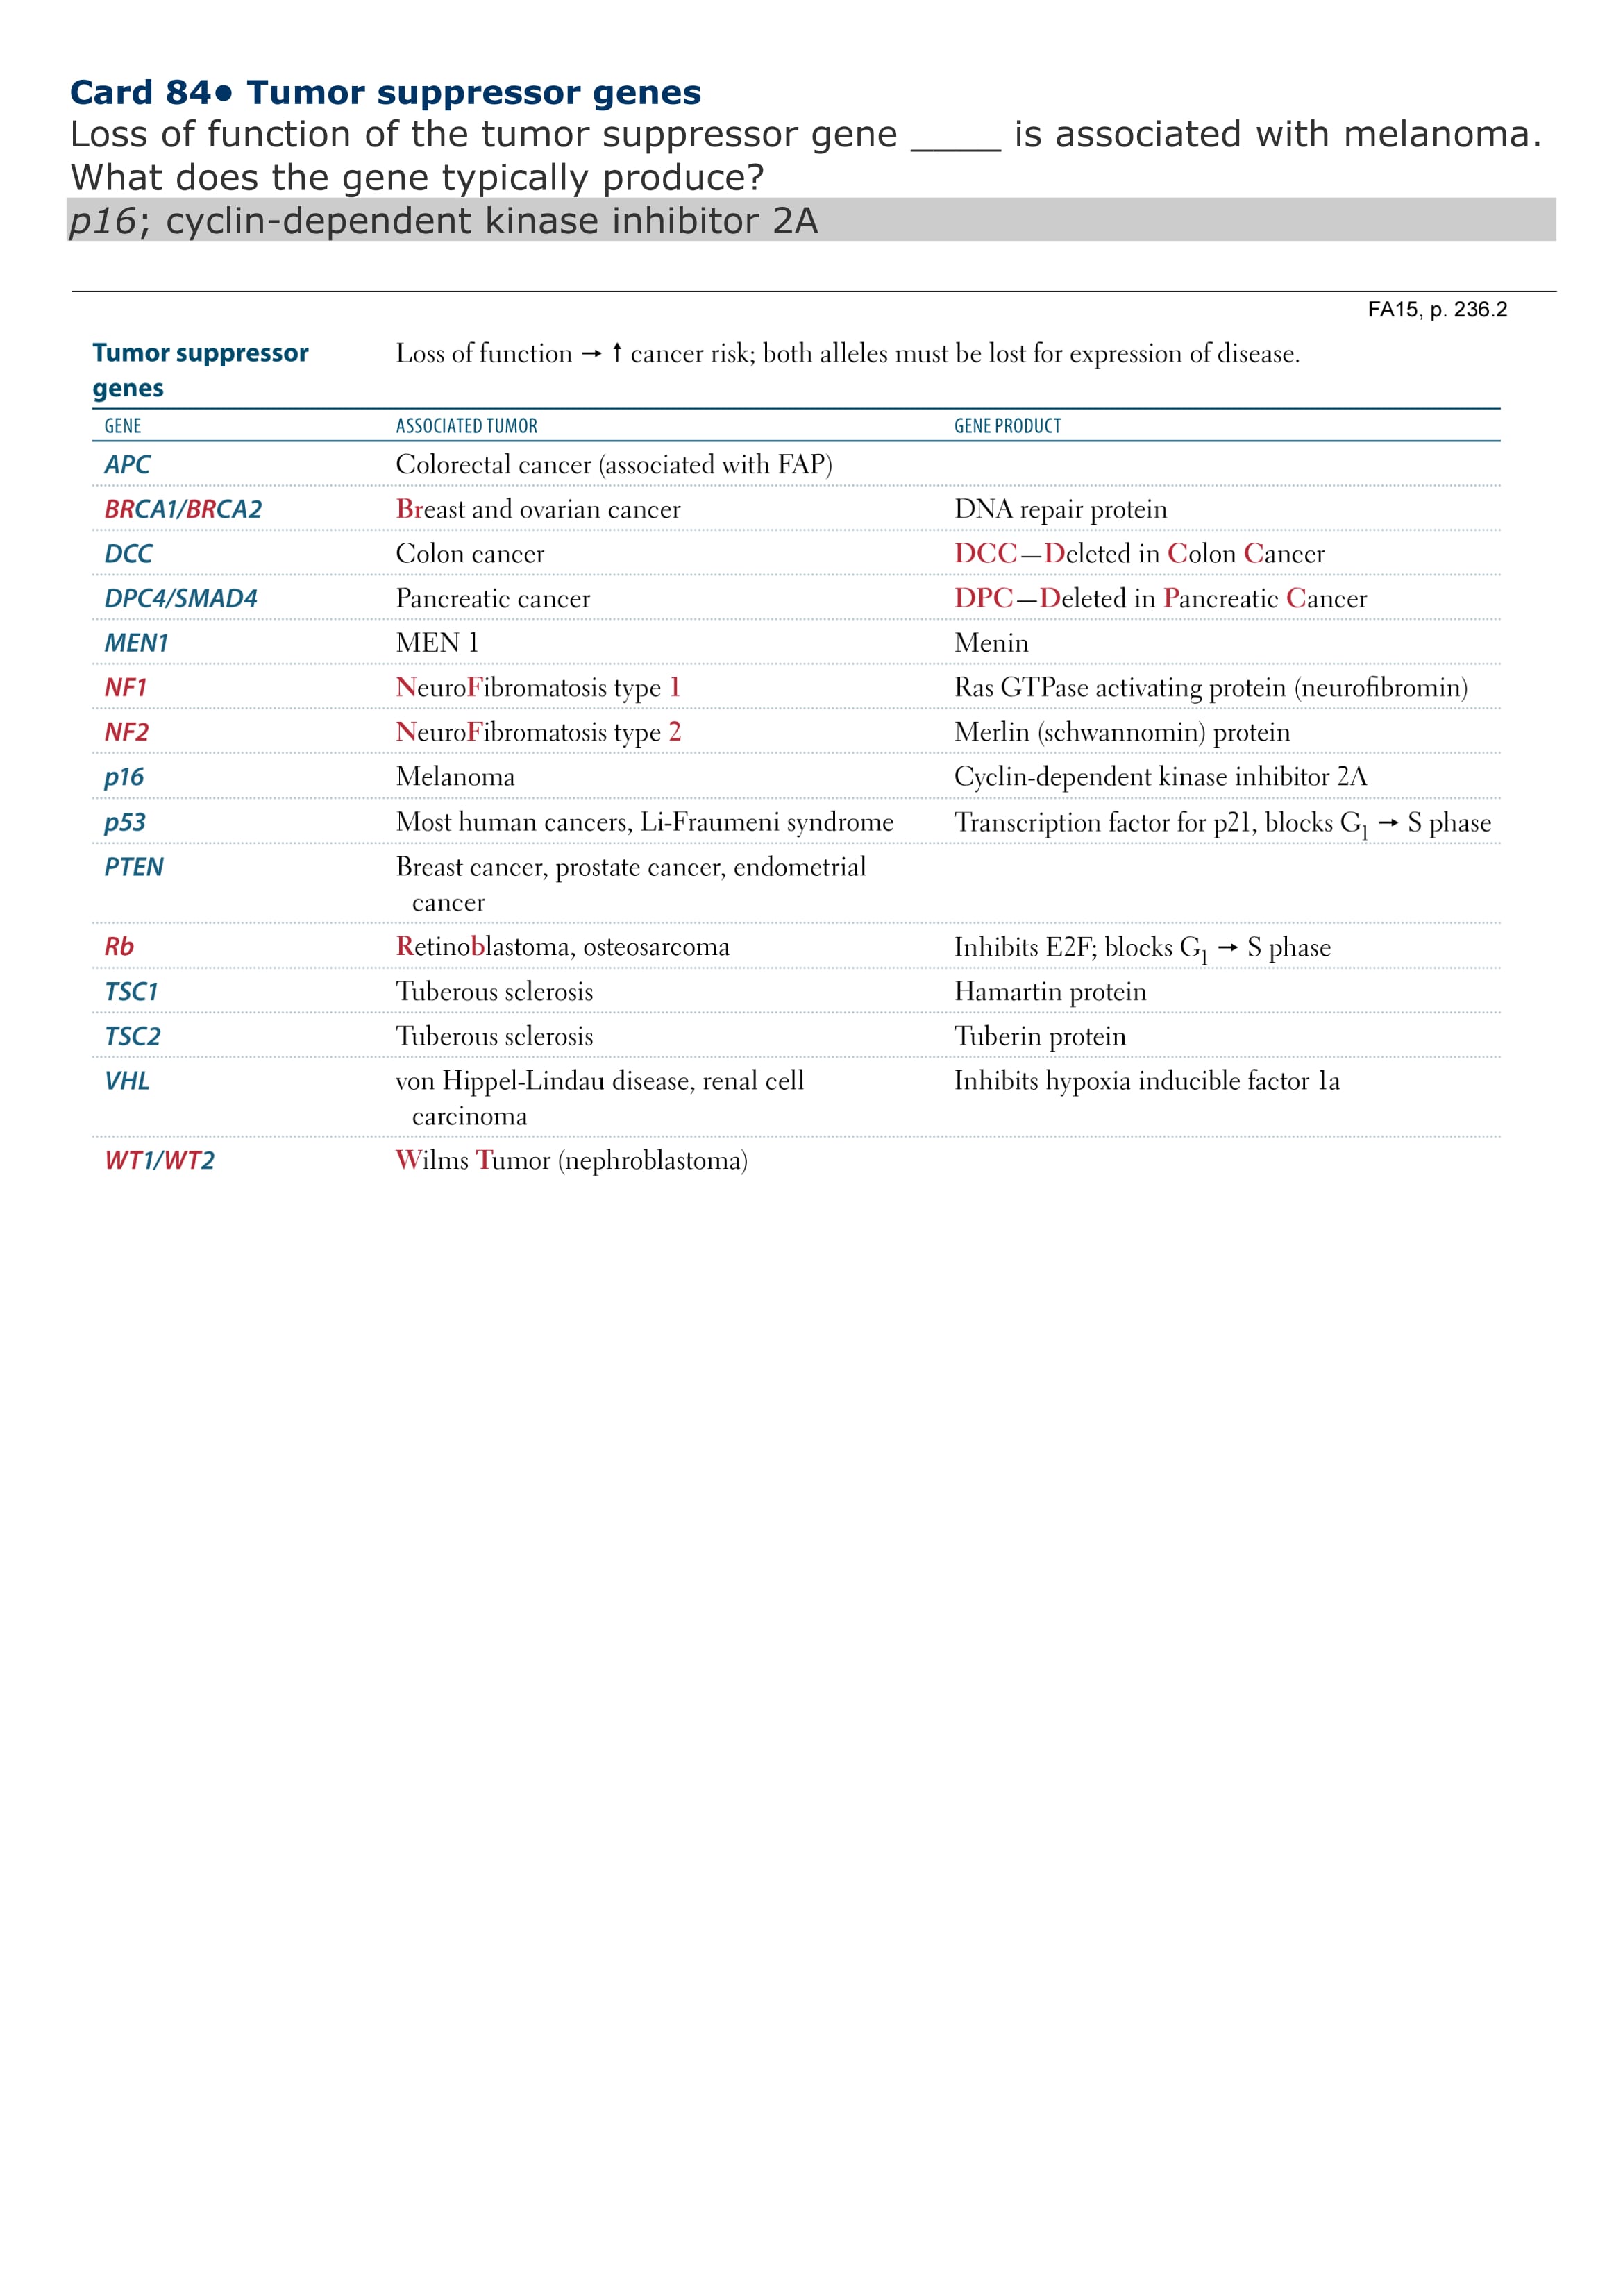 Card 84● Tumor suppressor genes
Loss of function of the tumor suppressor gene ____ is associated with melanoma.
What does the gene typically produce?
p16; cyclin-dependent kinase inhibitor 2A
FA15, p. 236.2
Tumor suppressor genes
Loss of function → ↑ cancer risk; both alleles must be lost for expression of disease.
GENE ASSOCIATED TUMOR GENE PRODUCT
APC Colorectal cancer (associated with FAP)
BRCA1/BRCA2 Breast and ovarian cancer DNA repair protein
DCC Colon cancer DCC—Deleted in Colon Cancer
DPC4/SMAD4 Pancreatic cancer DPC—Deleted in Pancreatic Cancer
MEN1 MEN 1 Menin
NF1 NeuroFibromatosis type 1 Ras GTPase activating protein (neurofibromin)
NF2 NeuroFibromatosis type 2 Merlin (schwannomin) protein
p16 Melanoma Cyclin-dependent kinase inhibitor 2A
p53 Most human cancers, Li-Fraumeni syndrome Transcription factor for p21, blocks G1 → S phase
PTEN Breast cancer, prostate cancer, endometrial
cancer
Rb Retinoblastoma, osteosarcoma Inhibits E2F; blocks G1 → S phase
TSC1 Tuberous sclerosis Hamartin protein
TSC2 Tuberous sclerosis Tuberin protein
VHL von Hippel-Lindau disease, renal cell Inhibits hypoxia inducible factor 1a
carcinoma
WT1/WT2 Wilms Tumor (nephroblastoma)